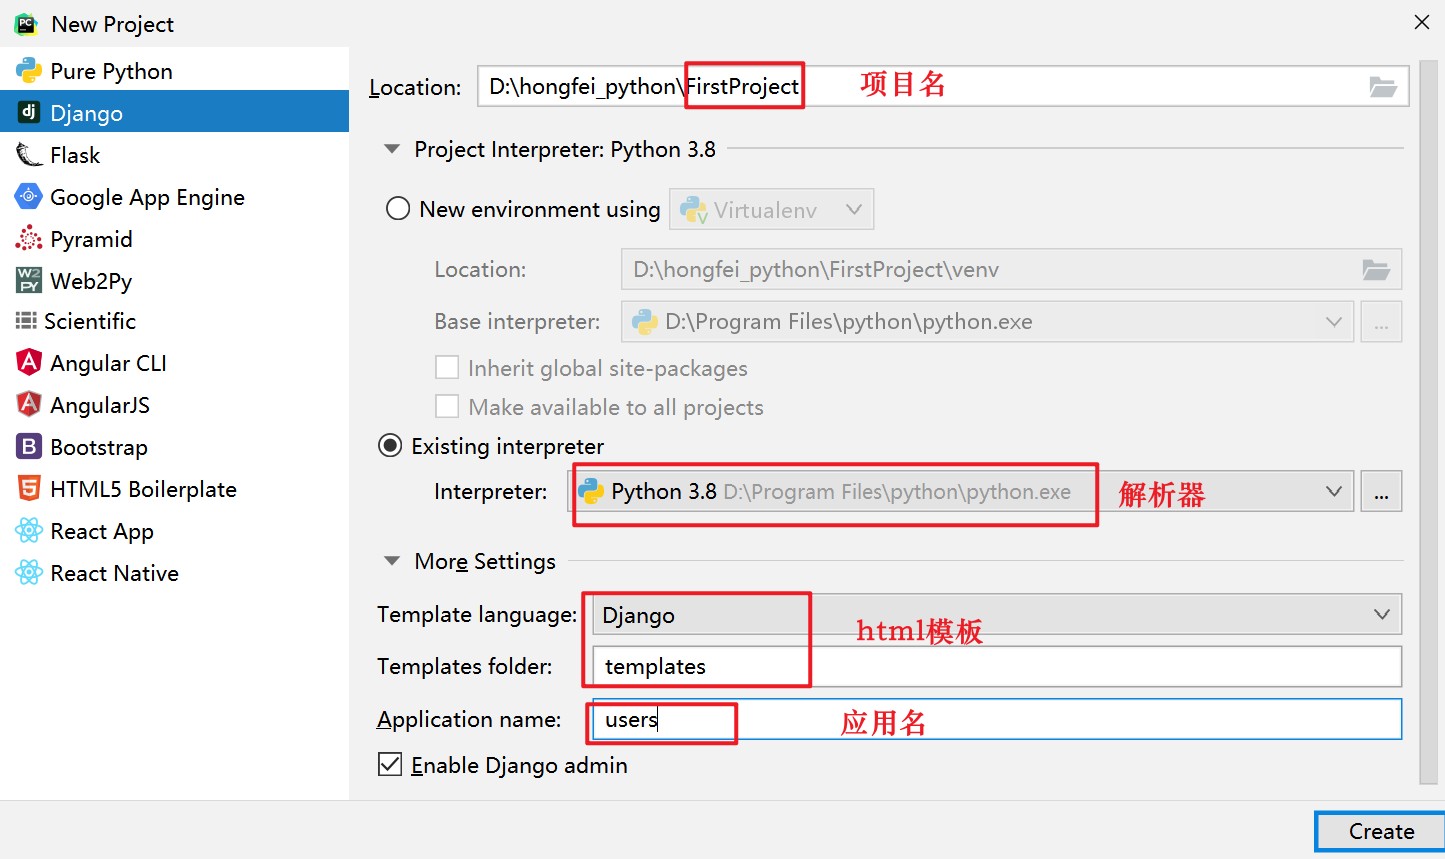 New Project
Pure Python
Django
Flask
Google App Engine
Pyramid
Web2Py
Scientific
Angular CLI
AngularJS
Bootstrap
HTML5 Boilerplate
React App
React Native
Location: D:\hongfei_python\FirstProject 项目名
Project Interpreter: Python 3.8
New environment using Virtualenv
Location: D:\hongfei_python\FirstProject\venv
Base interpreter: D:\Program Files\python\python.exe ...
Inherit global site-packages
Make available to all projects
Existing interpreter
Interpreter: Python 3.8 D:\Program Files\python\python.exe 解析器 ...
More Settings
Template language: Django
html模板
Templates folder: templates
Application name: users 应用名
Enable Django admin
Create